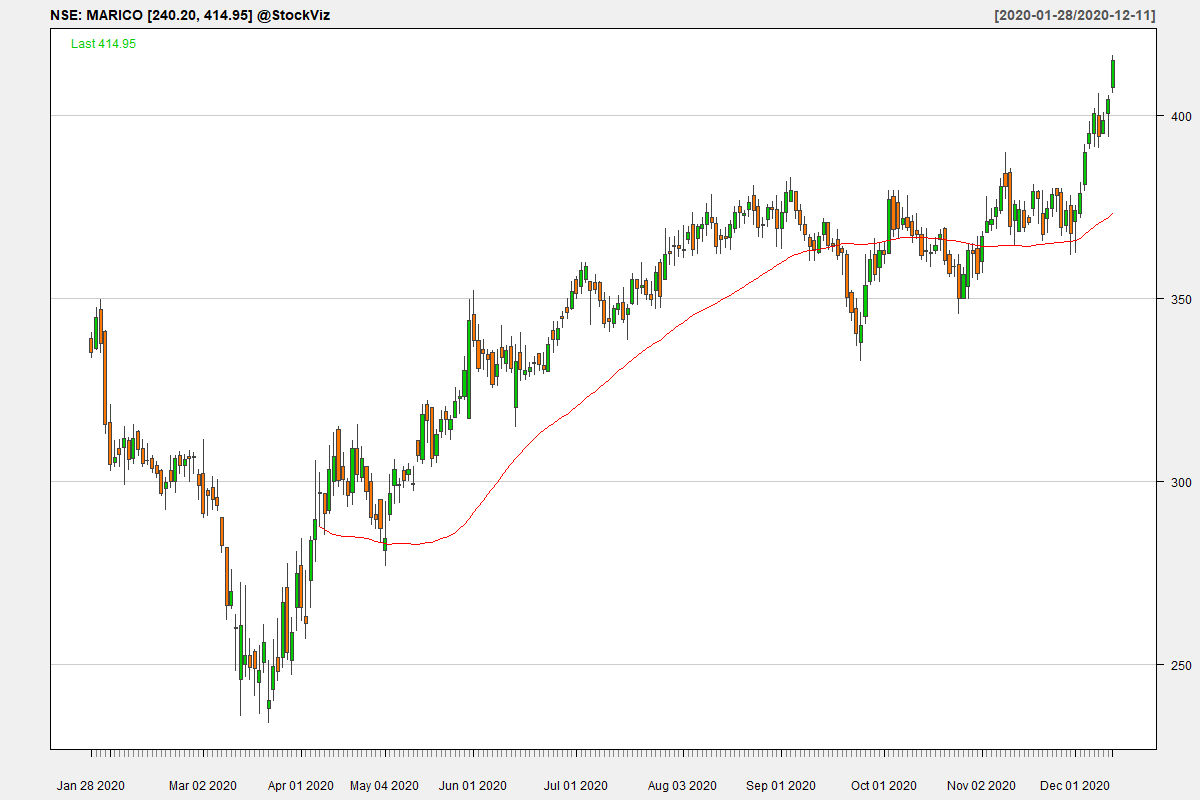 NSE: MARICO [240.20, 414.95] @StockViz [2020-01-28/2020-12-11]
Last 414.95
400
350
300
250
Jan 28 2020 Mar 02 2020 Apr 01 2020 May 04 2020 Jun 01 2020 Jul 01 2020 Aug 03 2020 Sep 01 2020 Oct 01 2020 Nov 02 2020 Dec 01 2020